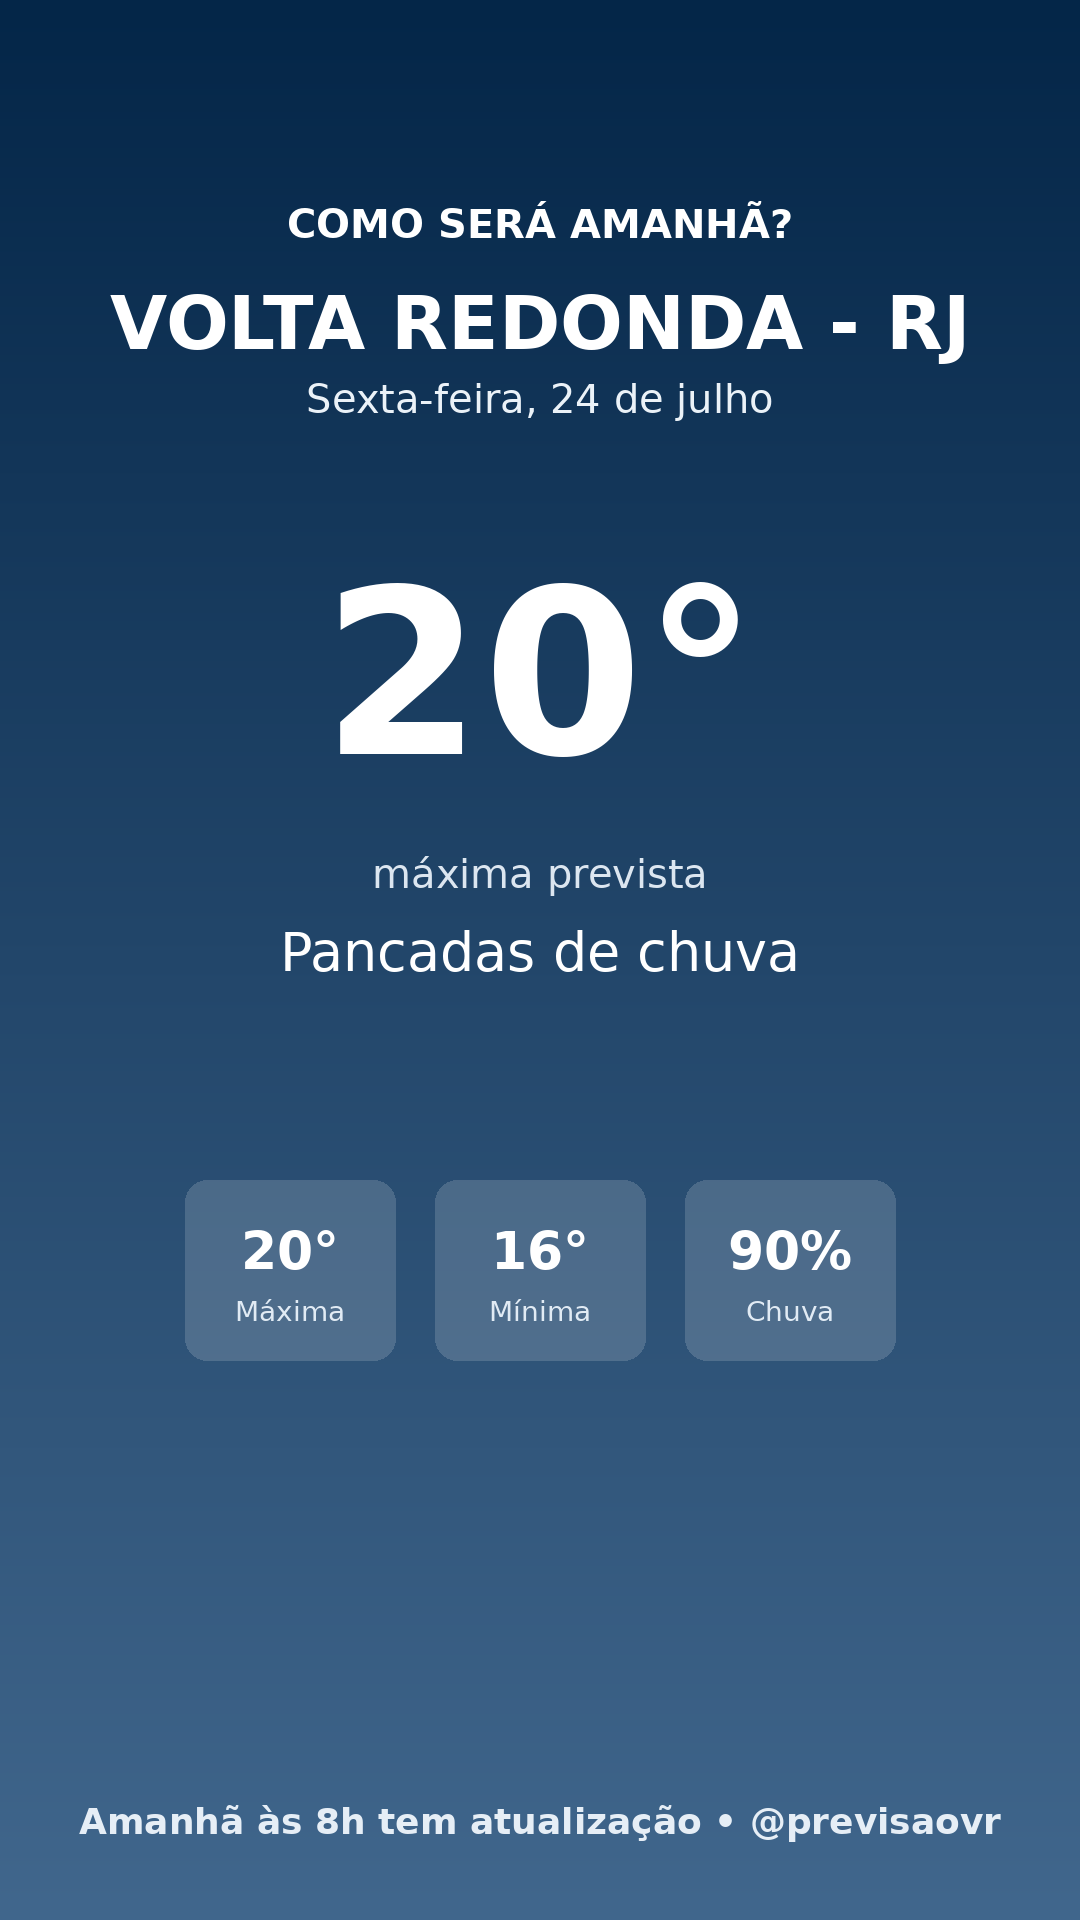 COMO SERÁ AMANHÃ?
VOLTA REDONDA - RJ
Sexta-feira, 24 de julho
20°
máxima prevista
Pancadas de chuva
20° 16° 90%
Máxima Mínima Chuva
Amanhã às 8h tem atualização • @previsaovr